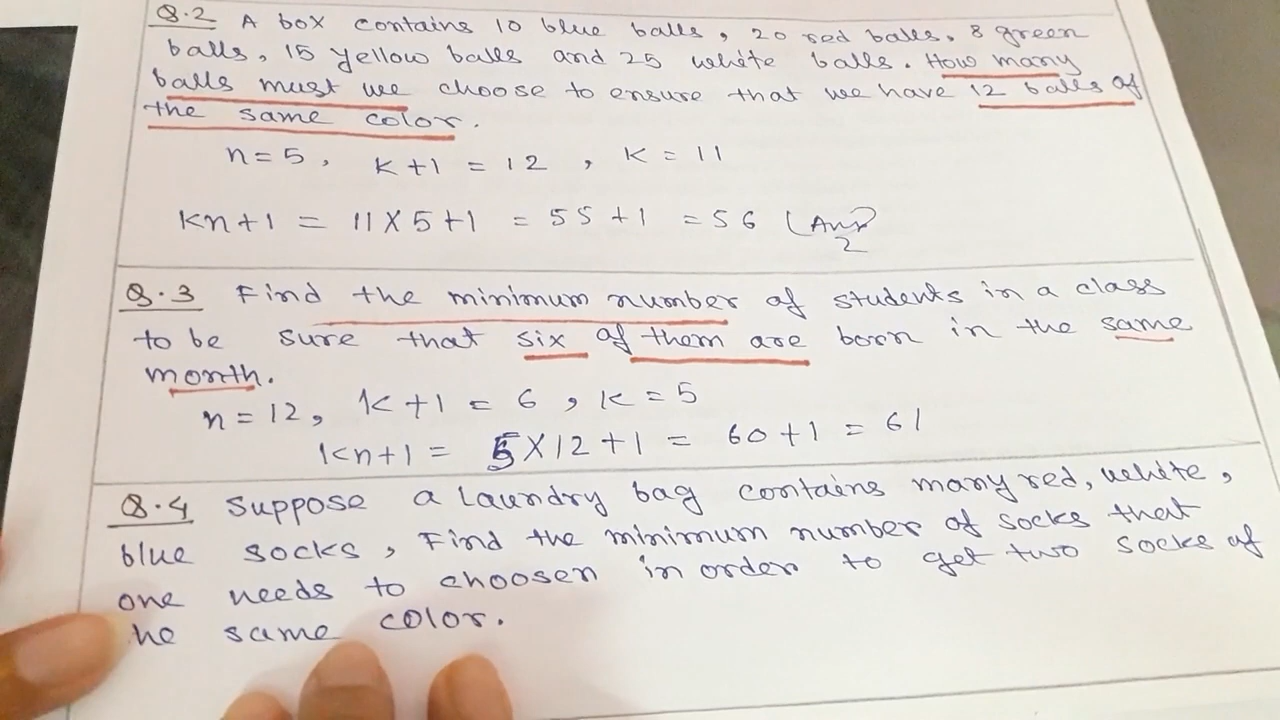 Q.2 A box contains 10 blue balls, 20 red balls, 8 green
balls, 15 yellow balls and 25 white balls. How many
balls must we choose to ensure that we have 12 balls of
the same color.
n=5, k+1 = 12, k = 11
kn+1 = 11×5+1 = 55+1 = 56 (Ans)
2
Q.3 Find the minimum number of students in a class
to be sure that six of them are born in the same
month.
n = 12, k+1 = 6, k = 5
kn+1 = 5×12+1 = 60+1 = 61
Q.4 Suppose a laundry bag contains many red, white,
blue socks, Find the minimum number of socks that
one needs to choosen in order to get two socks of
he same color.